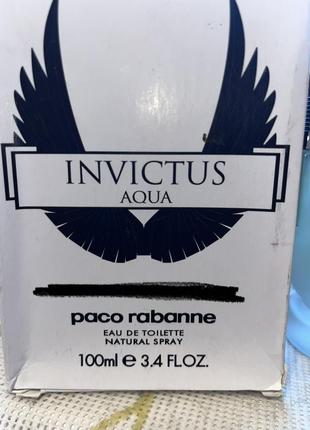 INVICTUS
AQUA
paco rabanne
EAU DE TOILETTE
NATURAL SPRAY
100ml e 3.4 FL.OZ.